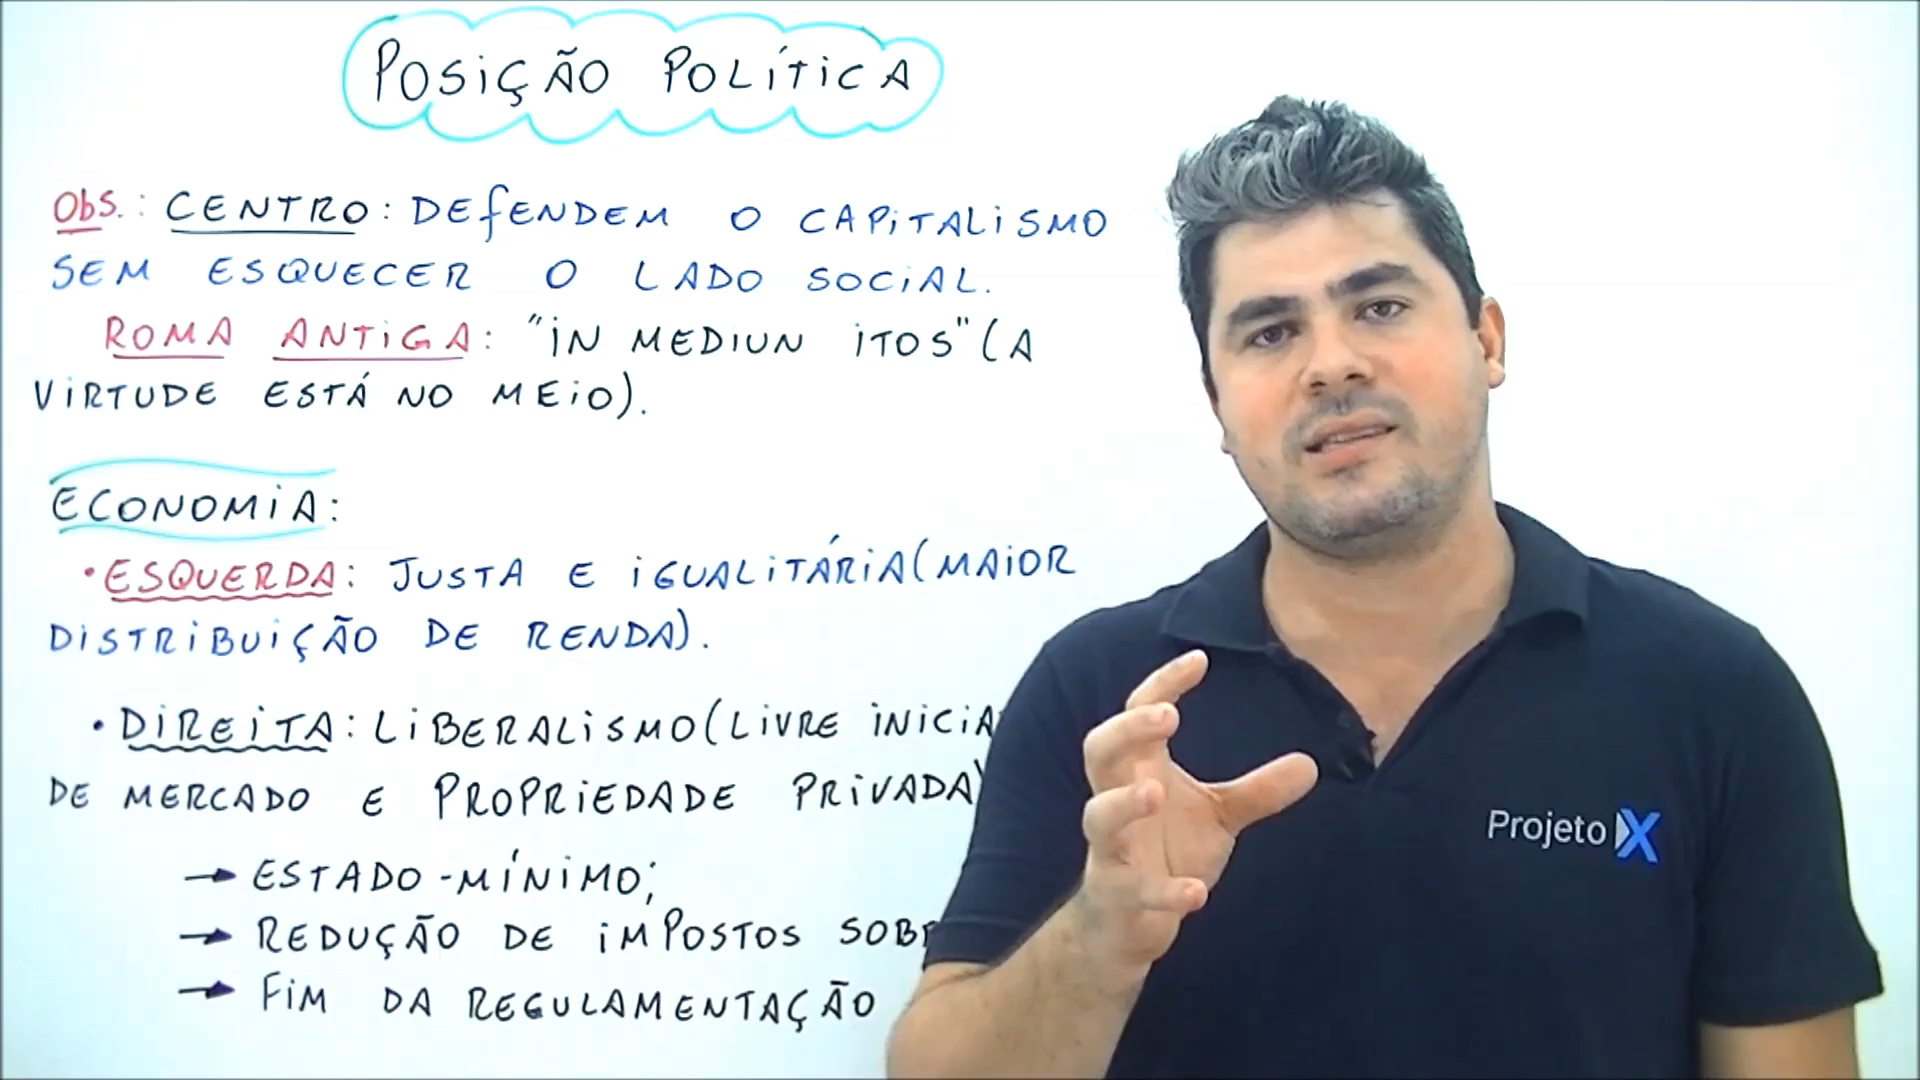 POSIÇÃO POLÍTICA
Obs.: CENTRO: DEFENDEM O CAPITALISMO
SEM ESQUECER O LADO SOCIAL.
ROMA ANTIGA: "IN MEDIUN ITOS" (A
VIRTUDE ESTÁ NO MEIO).
ECONOMIA:
•ESQUERDA: JUSTA E IGUALITÁRIA (MAIOR
DISTRIBUIÇÃO DE RENDA).
•DIREITA: LIBERALISMO (LIVRE INICIA
DE MERCADO E PROPRIEDADE PRIVADA)
→ ESTADO-MÍNIMO;
→ REDUÇÃO DE IMPOSTOS SOB
→ FIM DA REGULAMENTAÇÃO
Projeto X